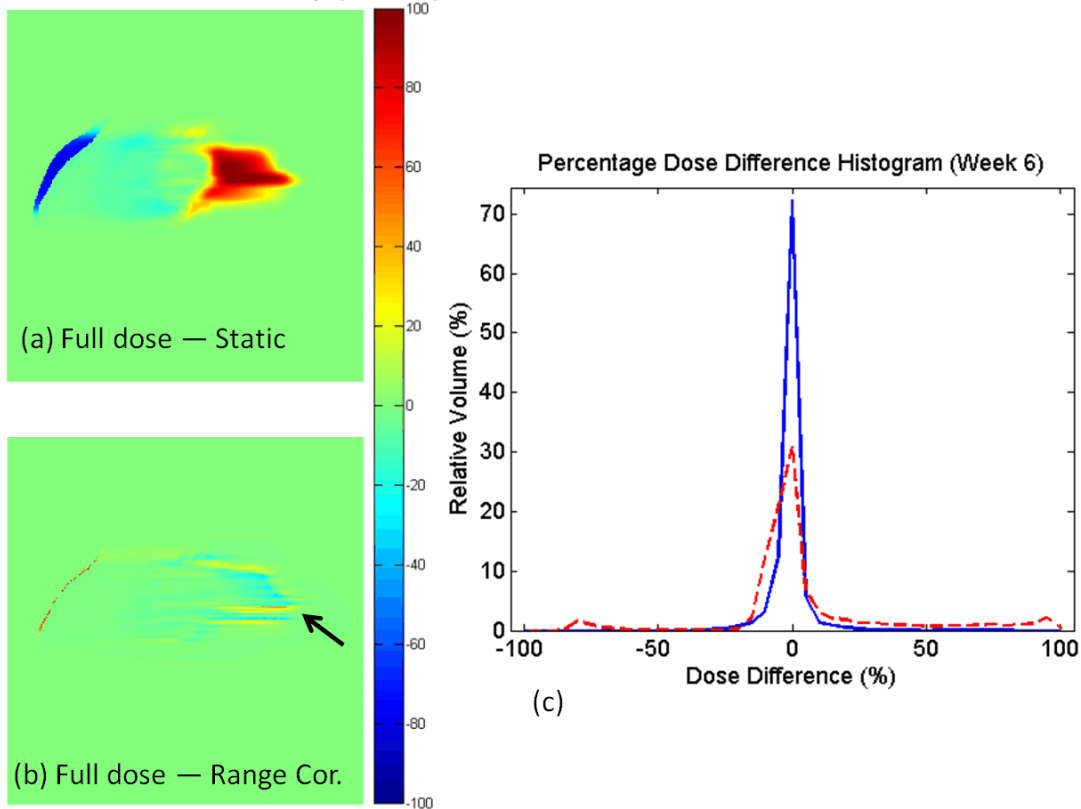 100
80
60
40
20
0
-20
-40
-60
-80
-100
(a) Full dose — Static
(b) Full dose — Range Cor.
Percentage Dose Difference Histogram (Week 6)
Relative Volume (%)
70
60
50
40
30
20
10
0
-100 -50 0 50 100
Dose Difference (%)
(c)